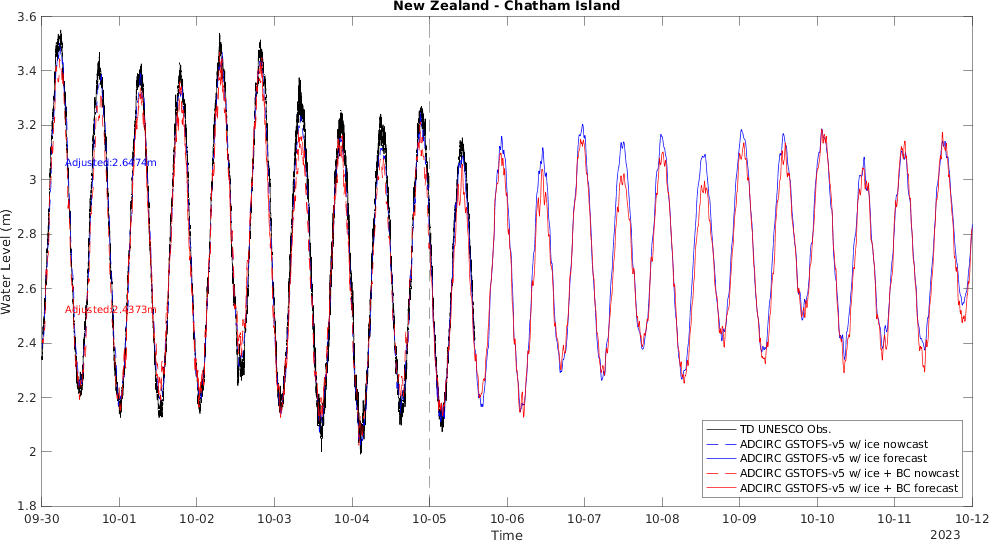 New Zealand - Chatham Island
3.6
3.4
3.2
3
2.8
2.6
2.4
2.2
2
1.8
Water Level (m)
Adjusted:2.6474m
Adjusted:2.4373m
TD UNESCO Obs.
ADCIRC GSTOFS-v5 w/ ice nowcast
ADCIRC GSTOFS-v5 w/ ice forecast
ADCIRC GSTOFS-v5 w/ ice + BC nowcast
ADCIRC GSTOFS-v5 w/ ice + BC forecast
09-30 10-01 10-02 10-03 10-04 10-05 10-06 10-07 10-08 10-09 10-10 10-11 10-12
Time
2023